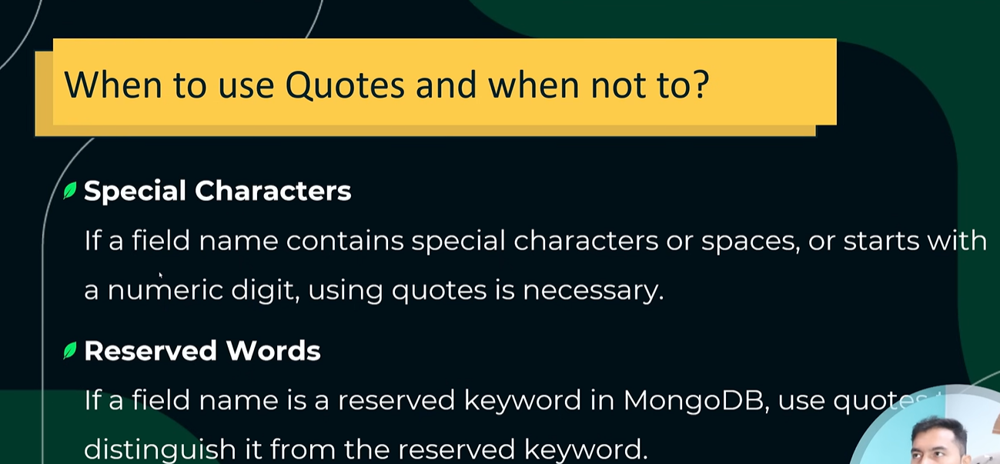 When to use Quotes and when not to?
Special Characters
If a field name contains special characters or spaces, or starts with
a numeric digit, using quotes is necessary.
Reserved Words
If a field name is a reserved keyword in MongoDB, use quotes
distinguish it from the reserved keyword.